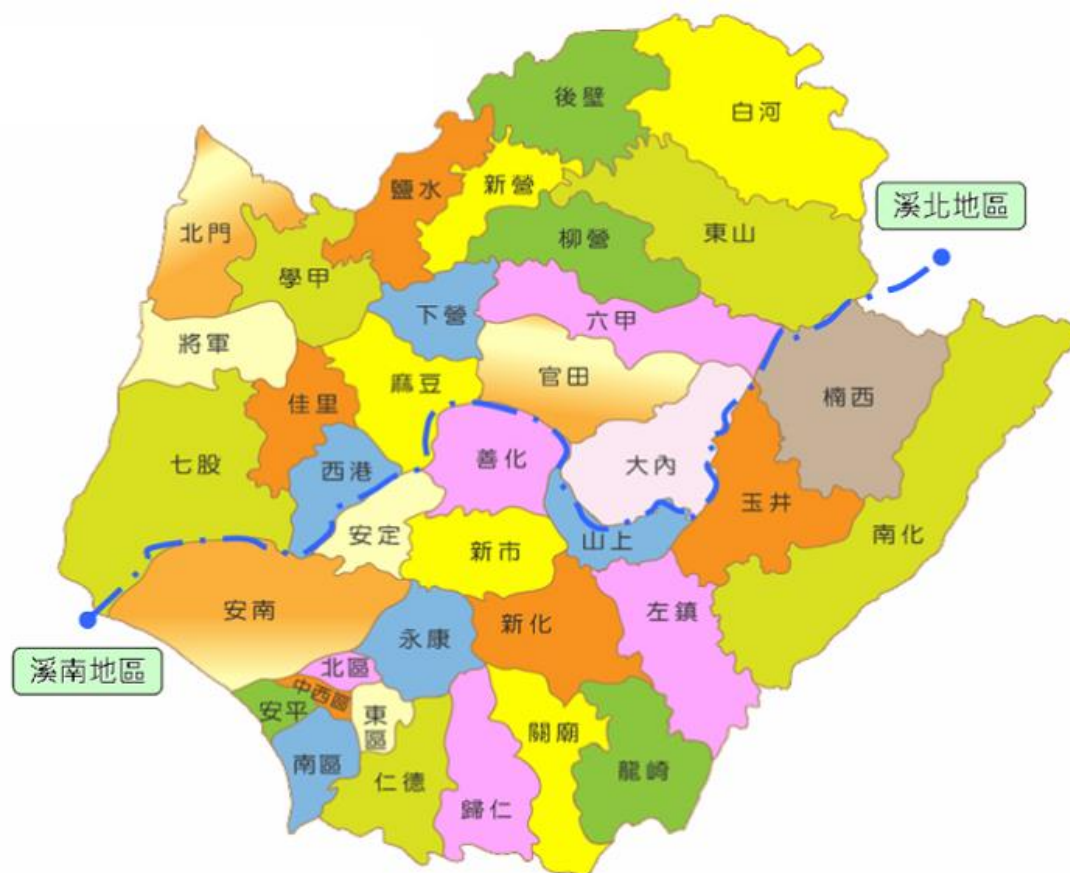 後壁
白河
鹽水
新營
溪北地區
北門
柳營
東山
學甲
下營
六甲
將軍
官田
麻豆
楠西
佳里
七股
西港
善化
大內
玉井
安定
新市
山上
南化
安南
新化
左鎮
永康
溪南地區
北區
中西區
安平
東區
關廟
南區
龍崎
仁德
歸仁